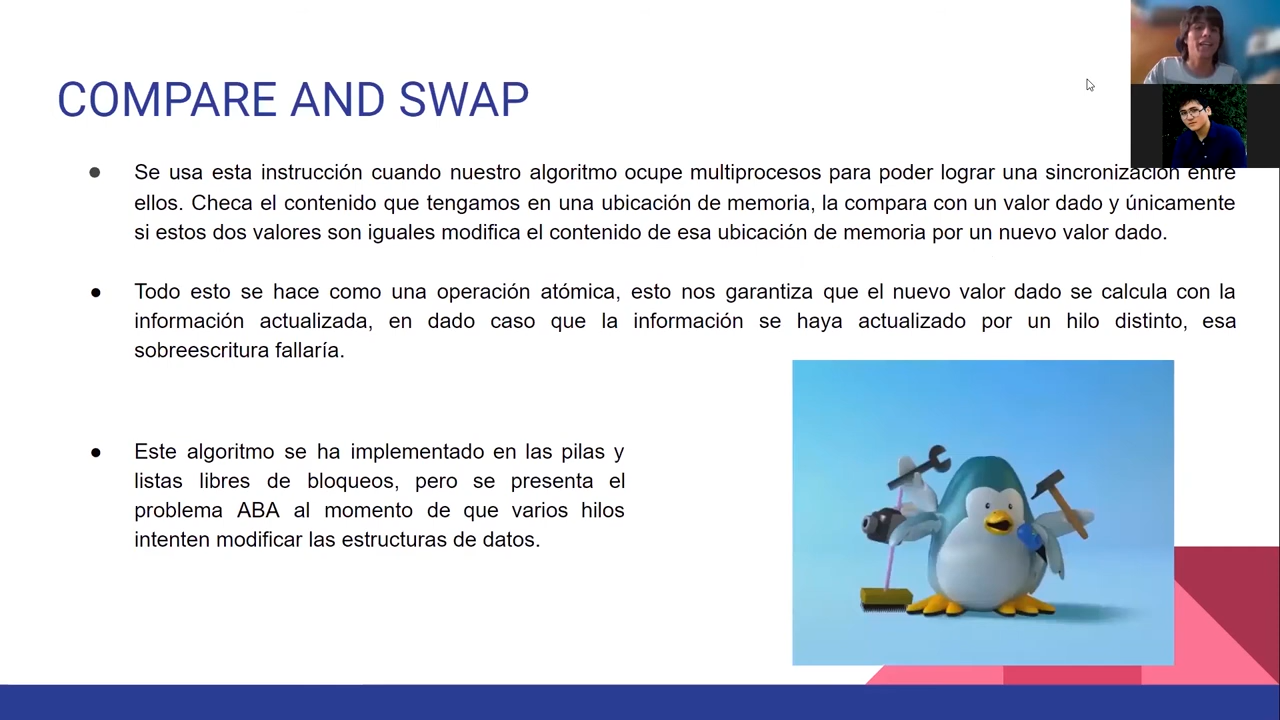 COMPARE AND SWAP
● Se usa esta instrucción cuando nuestro algoritmo ocupe multiprocesos para poder lograr una sincronización entre
ellos. Checa el contenido que tengamos en una ubicación de memoria, la compara con un valor dado y únicamente
si estos dos valores son iguales modifica el contenido de esa ubicación de memoria por un nuevo valor dado.
● Todo esto se hace como una operación atómica, esto nos garantiza que el nuevo valor dado se calcula con la
información actualizada, en dado caso que la información se haya actualizado por un hilo distinto, esa
sobreescritura fallaría.
● Este algoritmo se ha implementado en las pilas y
listas libres de bloqueos, pero se presenta el
problema ABA al momento de que varios hilos
intenten modificar las estructuras de datos.